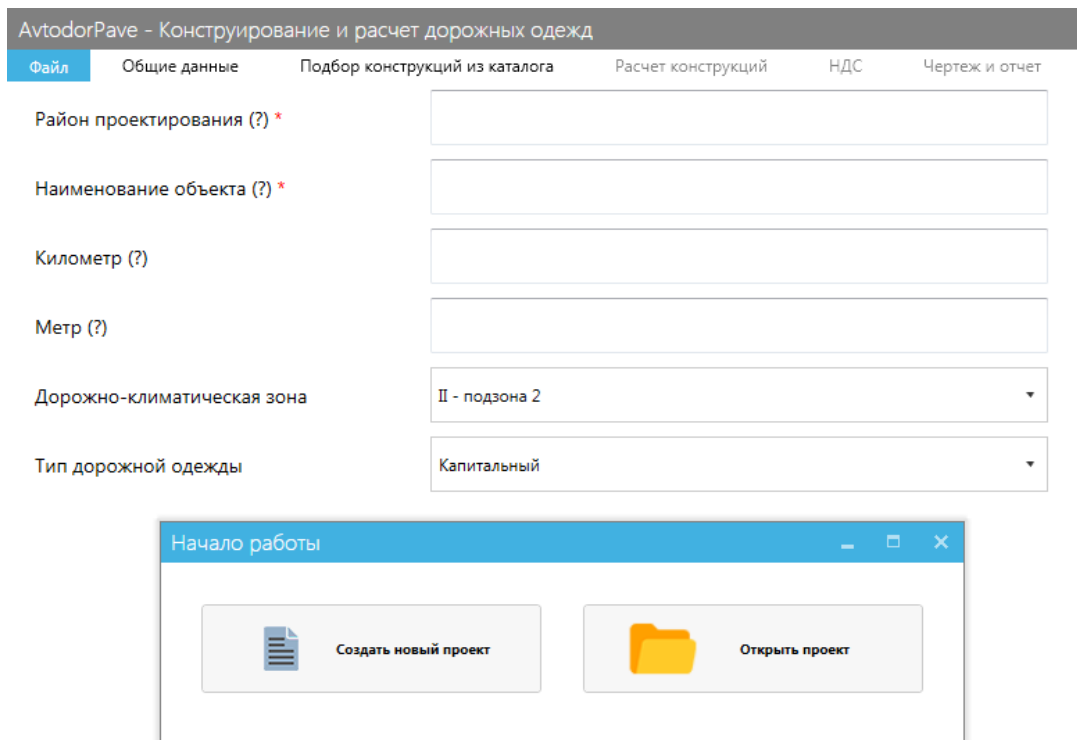 AvtodorPave - Конструирование и расчет дорожных одежд
Файл Общие данные Подбор конструкций из каталога Расчет конструкций НДС Чертеж и отчет
Район проектирования (?) *
Наименование объекта (?) *
Километр (?)
Метр (?)
Дорожно-климатическая зона II - подзона 2
Тип дорожной одежды Капитальный
Начало работы
Создать новый проект Открыть проект